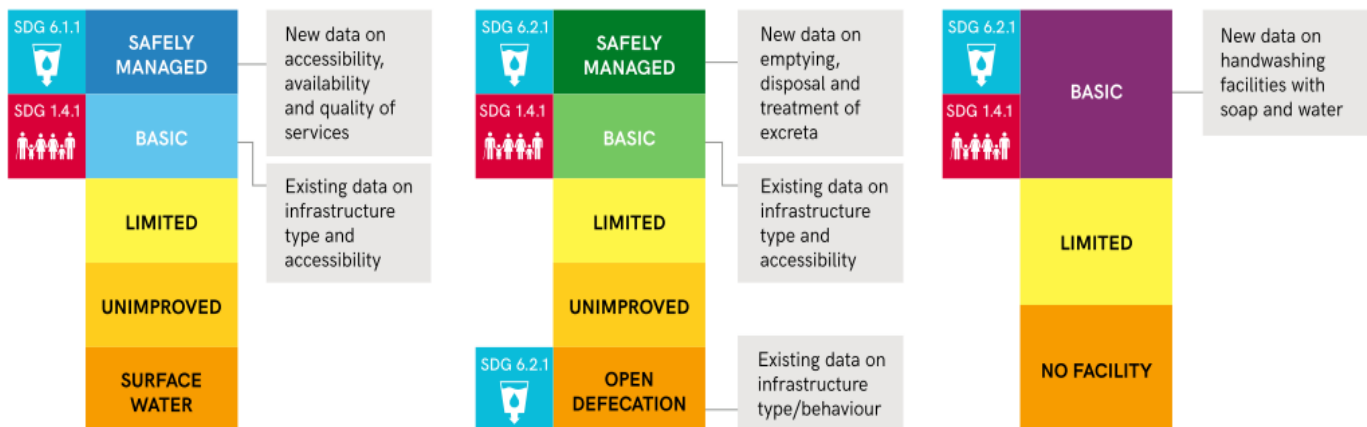 SDG 6.1.1
SAFELY
MANAGED
New data on
accessibility,
availability
and quality of
services
SDG 1.4.1
BASIC
Existing data on
infrastructure
type and
accessibility
LIMITED
UNIMPROVED
SURFACE
WATER
SDG 6.2.1
SAFELY
MANAGED
New data on
emptying,
disposal and
treatment of
excreta
SDG 1.4.1
BASIC
Existing data on
infrastructure
type and
accessibility
LIMITED
UNIMPROVED
SDG 6.2.1
OPEN
DEFECATION
Existing data on
infrastructure
type/behaviour
SDG 6.2.1
SDG 1.4.1
BASIC
New data on
handwashing
facilities with
soap and water
LIMITED
NO FACILITY